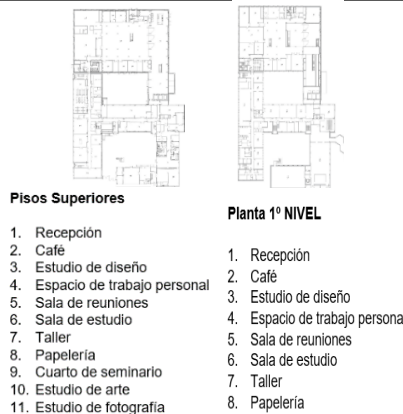 Pisos Superiores
1. Recepción
2. Café
3. Estudio de diseño
4. Espacio de trabajo personal
5. Sala de reuniones
6. Sala de estudio
7. Taller
8. Papelería
9. Cuarto de seminario
10. Estudio de arte
11. Estudio de fotografía
Planta 1º NIVEL
1. Recepción
2. Café
3. Estudio de diseño
4. Espacio de trabajo persona
5. Sala de reuniones
6. Sala de estudio
7. Taller
8. Papelería